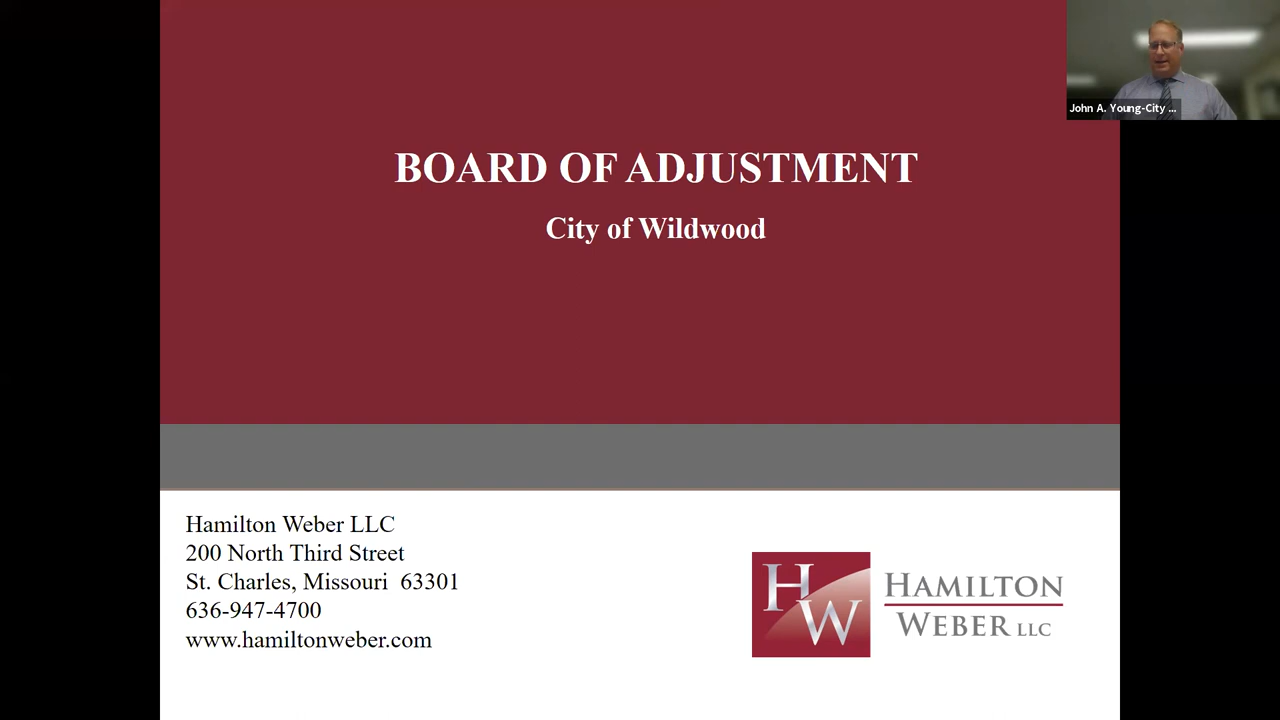 John A. Young-City ...
BOARD OF ADJUSTMENT
City of Wildwood
Hamilton Weber LLC
200 North Third Street
St. Charles, Missouri 63301
636-947-4700
www.hamiltonweber.com
HW
HAMILTON
WEBER LLC